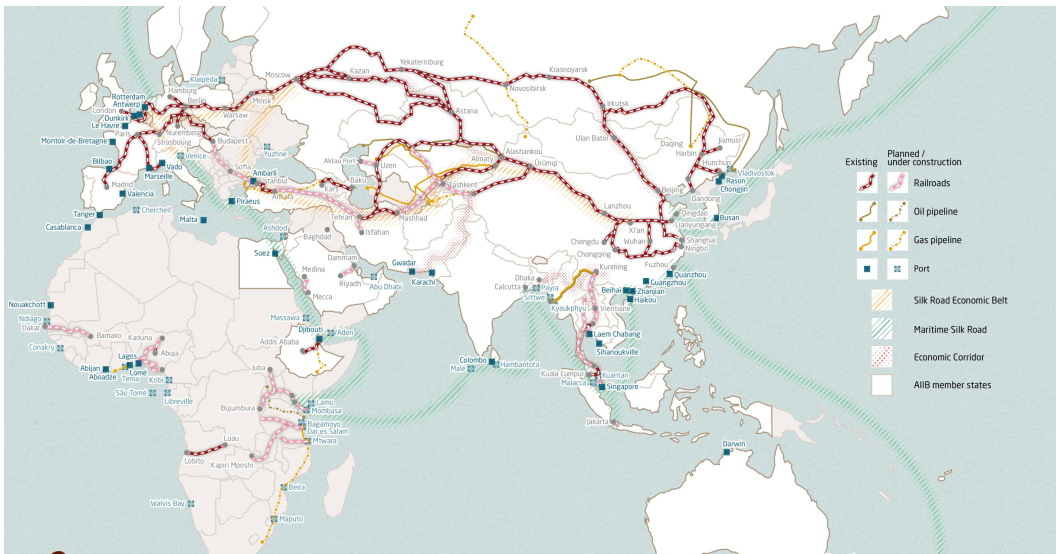 Moscow
Kazan
Yekaterinburg
Krasnoyarsk
Novosibirsk
Irkutsk
Astana
Ulan Bator
Daqing
Harbin
Jiamusi
Hunchun
Vladivostok
Rason
Chongjin
Dandong
Beijing
Klaipėda
Hamburg
Rotterdam
Antwerp
London
Dunkirk
Le Havre
Berlin
Minsk
Warsaw
Paris
Nuremberg
Strasbourg
Montoir-de-Bretagne
Budapest
Venice
Yuzhne
Bilbao
Vado
Marseille
Madrid
Valencia
Sofia
Ambarli
Istanbul
Ankara
Kars
Baku
Aktau Port
Uzen
Almaty
Alashankou
Ürümqi
Tashkent
Lanzhou
Xi'an
Qingdao
Lianyungang
Busan
Piraeus
Tanger
Cherchell
Malta
Casablanca
Tehran
Mashhad
Isfahan
Chengdu
Wuhan
Chongqing
Shanghai
Ningbo
Ashdod
Baghdad
Suez
Dammam
Medina
Riyadh
Abu Dhabi
Mecca
Gwadar
Karachi
Dhaka
Calcutta
Payra
Sittwe
Kyaukphyu
Kunming
Fuzhou
Quanzhou
Guangzhou
Beihai
Zhanjian
Haikou
Vientiane
Nouakchott
Ndiago
Dakar
Bamako
Conakry
Kaduna
Abuja
Lagos
Abijan
Lomé
Aboadze
Tema
Kribi
São Tomé
Libreville
Massawa
Djibouti
Aden
Addis Ababa
Colombo
Hambantota
Malé
Laem Chabang
Sihanoukville
Kuala Lumpur
Kuantan
Malacca
Singapore
Jakarta
Juba
Bujumbura
Lamu
Mombasa
Bagamoyo
Dar es Salam
Mtwara
Luau
Lobito
Kapiri Mposhi
Beira
Walvis Bay
Maputo
Darwin
Existing
Planned /
under construction
Railroads
Oil pipeline
Gas pipeline
Port
Silk Road Economic Belt
Maritime Silk Road
Economic Corridor
AIIB member states